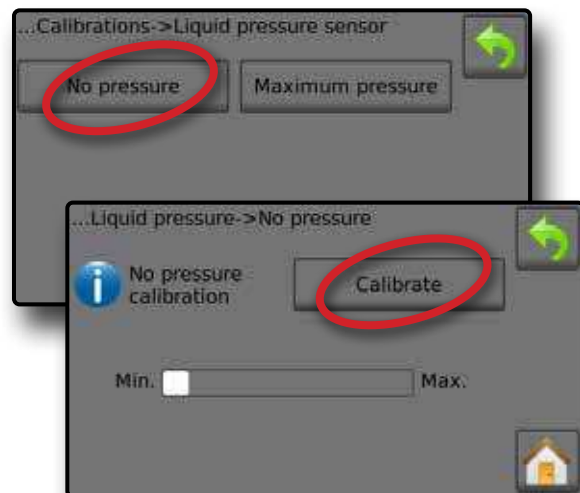 ...Calibrations->Liquid pressure sensor
No pressure
Maximum pressure
...Liquid pressure->No pressure
No pressure
calibration
Calibrate
Min.
Max.